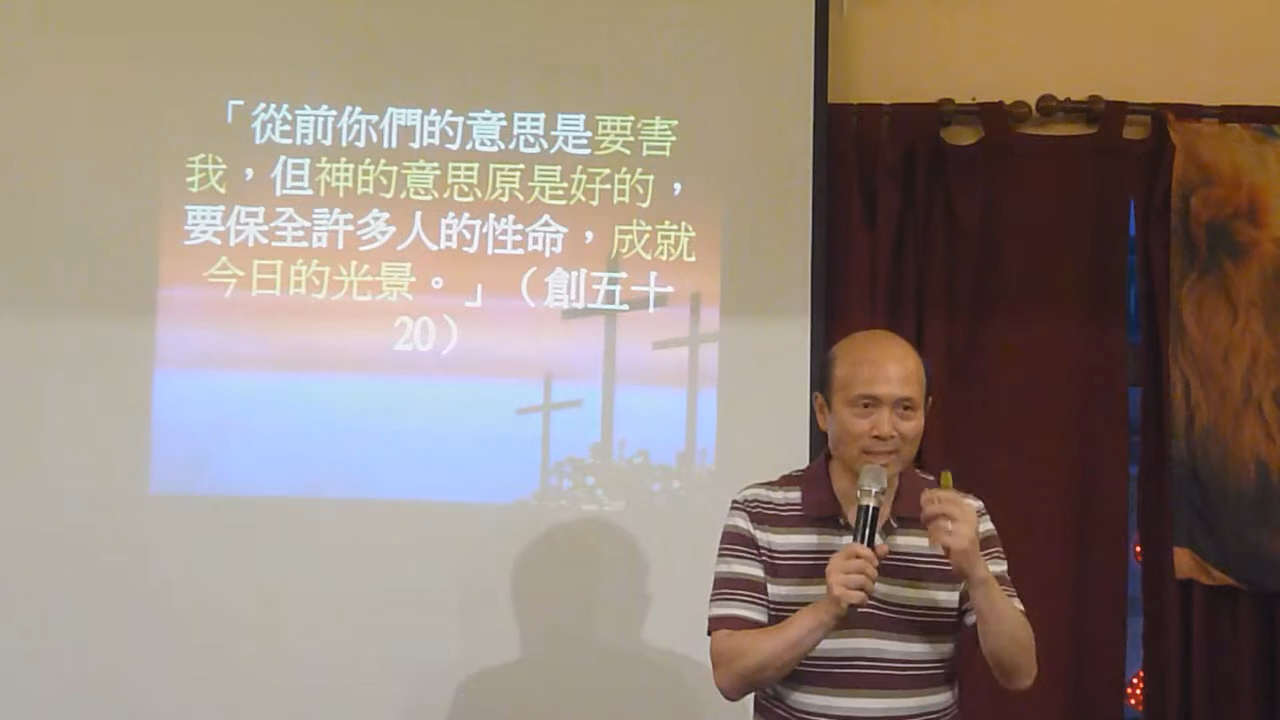 「從前你們的意思是要害
我，但神的意思原是好的，
要保全許多人的性命，成就
今日的光景。」（創五十
20）